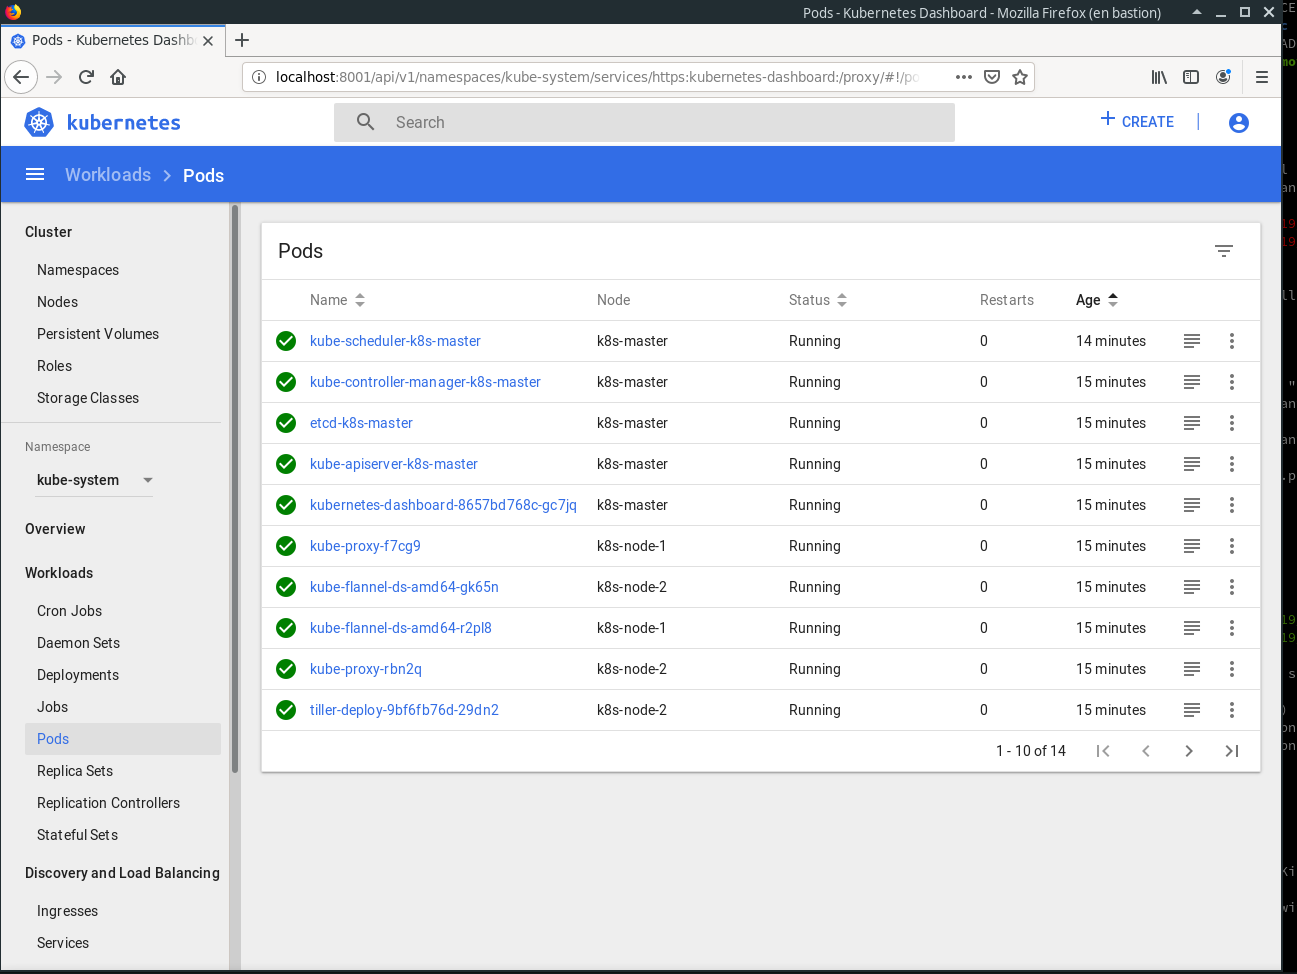 Pods - Kubernetes Dashboard - Mozilla Firefox (en bastion)
Pods - Kubernetes Dashb
localhost:8001/api/v1/namespaces/kube-system/services/https:kubernetes-dashboard:/proxy/#!/po
kubernetes
Search
CREATE
Workloads > Pods
Cluster
Namespaces
Nodes
Persistent Volumes
Roles
Storage Classes
Namespace
kube-system
Overview
Workloads
Cron Jobs
Daemon Sets
Deployments
Jobs
Pods
Replica Sets
Replication Controllers
Stateful Sets
Discovery and Load Balancing
Ingresses
Services
Pods
Name Node Status Restarts Age
kube-scheduler-k8s-master k8s-master Running 0 14 minutes
kube-controller-manager-k8s-master k8s-master Running 0 15 minutes
etcd-k8s-master k8s-master Running 0 15 minutes
kube-apiserver-k8s-master k8s-master Running 0 15 minutes
kubernetes-dashboard-8657bd768c-gc7jq k8s-master Running 0 15 minutes
kube-proxy-f7cg9 k8s-node-1 Running 0 15 minutes
kube-flannel-ds-amd64-gk65n k8s-node-2 Running 0 15 minutes
kube-flannel-ds-amd64-r2pl8 k8s-node-1 Running 0 15 minutes
kube-proxy-rbn2q k8s-node-2 Running 0 15 minutes
tiller-deploy-9bf6fb76d-29dn2 k8s-node-2 Running 0 15 minutes
1 - 10 of 14